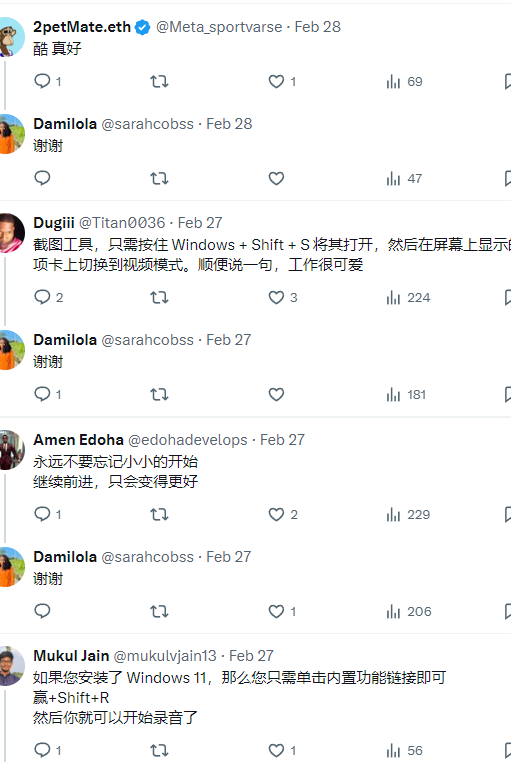 2petMate.eth @Meta_sportvarse · Feb 28
酷 真好
1 1 69
Damilola @sarahcobss · Feb 28
谢谢
47
Dugiii @Titan0036 · Feb 27
截图工具，只需按住 Windows + Shift + S 将其打开，然后在屏幕上显示的
项卡上切换到视频模式。顺便说一句，工作很可爱
2 3 224
Damilola @sarahcobss · Feb 27
谢谢
1 181
Amen Edoha @edohadevelops · Feb 27
永远不要忘记小小的开始
继续前进，只会变得更好
1 2 229
Damilola @sarahcobss · Feb 27
谢谢
1 206
Mukul Jain @mukulvjain13 · Feb 27
如果您安装了 Windows 11，那么您只需单击内置功能链接即可
赢+Shift+R
然后你就可以开始录音了
1 1 56